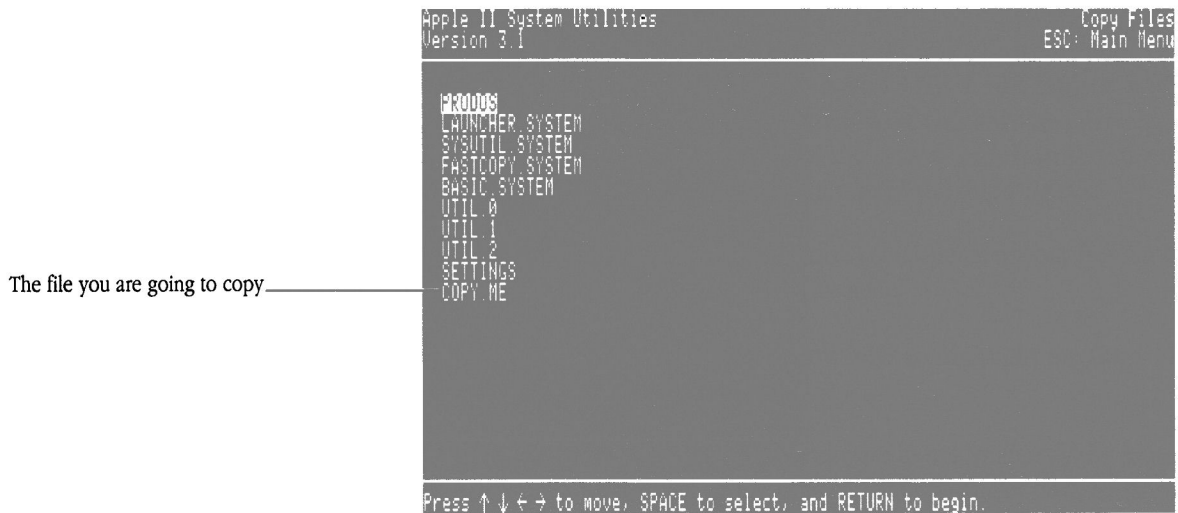 Apple II System Utilities
Copy Files
Version 3.1
ESC: Main Menu
PRODOS
LAUNCHER.SYSTEM
SYSUTIL.SYSTEM
FASTCOPY.SYSTEM
BASIC.SYSTEM
UTIL.0
UTIL.1
UTIL.2
SETTINGS
The file you are going to copy
COPY.ME
Press ↑ ↓ ← → to move, SPACE to select, and RETURN to begin.